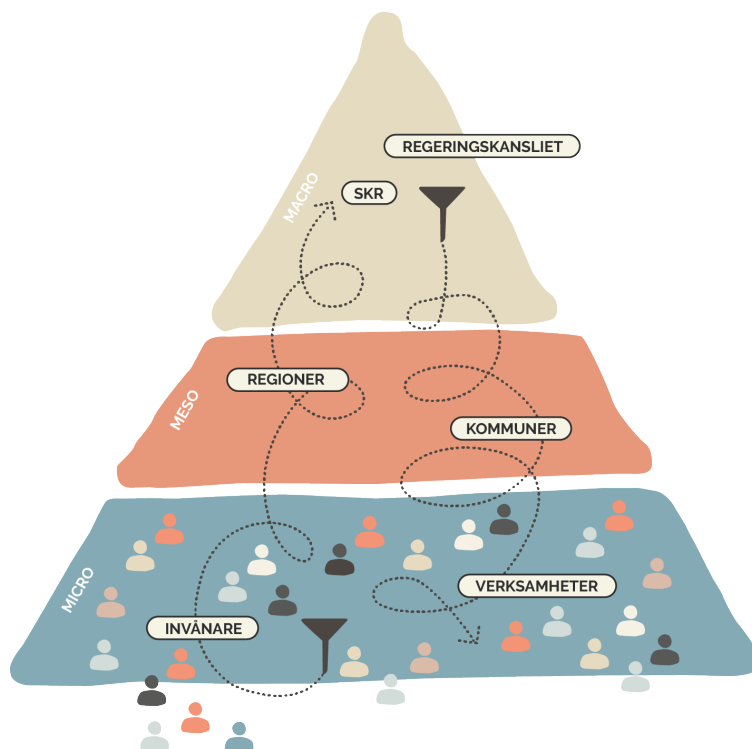 REGERINGSKANSLIET
SKR
MACRO
REGIONER
MESO
KOMMUNER
VERKSAMHETER
MICRO
INVÅNARE